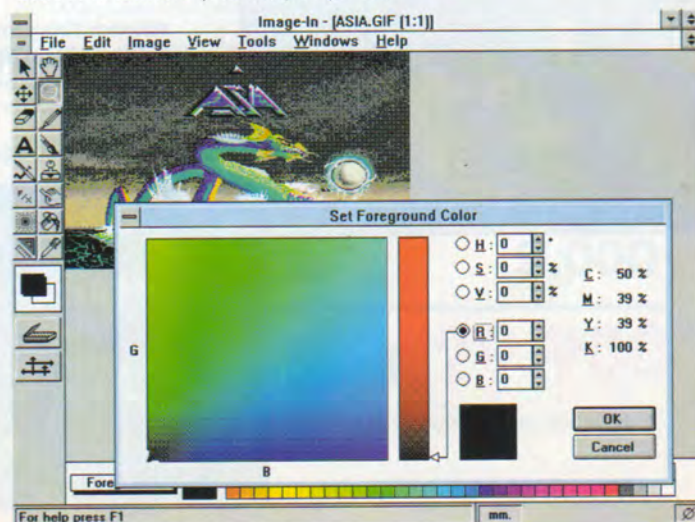 Image-In - [ASIA.GIF [1:1]]
File Edit Image View Tools Windows Help
A
ASIA
Set Foreground Color
H: 0 °
S: 0 %
V: 0 %
R: 0
G: 0
B: 0
C: 50 %
M: 39 %
Y: 39 %
K: 100 %
G
B
OK
Cancel
Fore
For help press F1
mm.